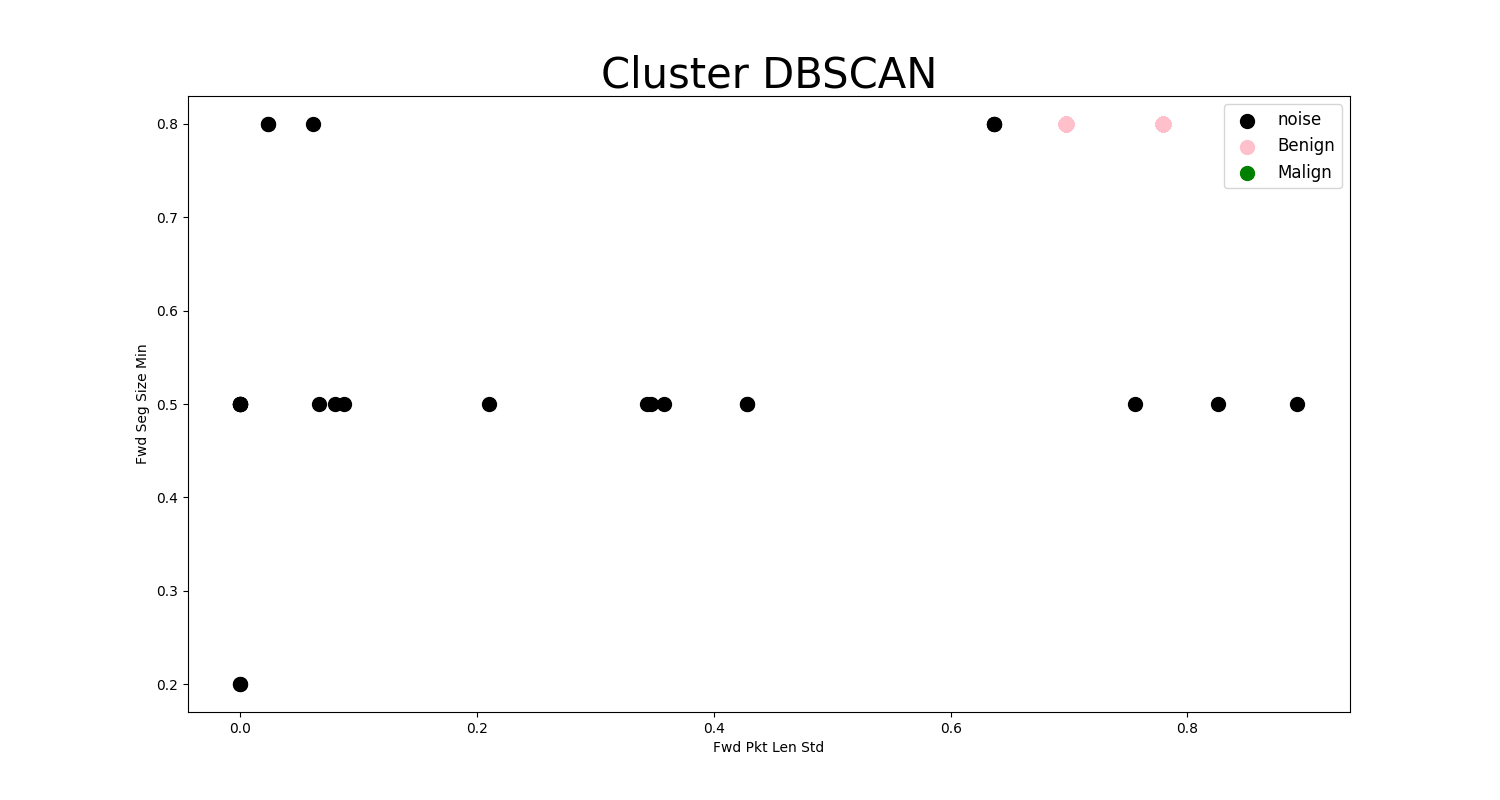 Cluster DBSCAN
noise
Benign
Malign
0.8
0.7
0.6
0.5
0.4
0.3
0.2
Fwd Seg Size Min
0.0 0.2 0.4 0.6 0.8
Fwd Pkt Len Std